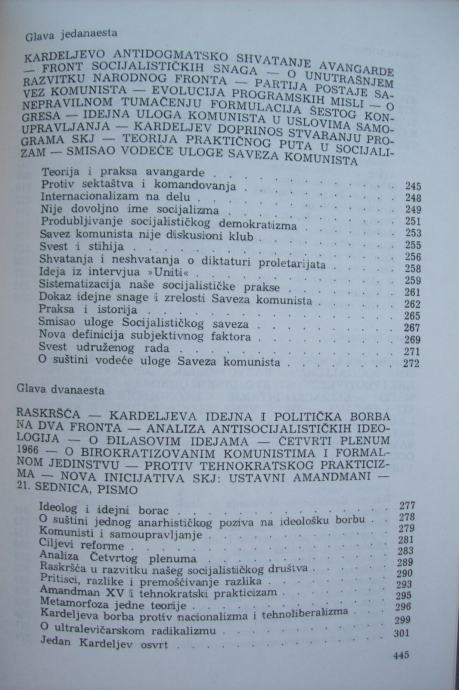 Glava jedanaesta
KARDELJEVO ANTIDOGMATSKO SHVATANJE AVANGARDE
— FRONT SOCIJALISTIČKIH SNAGA — O UNUTRAŠNJEM
RAZVITKU NARODNOG FRONTA — PARTIJA POSTAJE SA-
VEZ KOMUNISTA — EVOLUCIJA PROGRAMSKIH MISLI — O
NEPRAVILNOM TUMAČENJU FORMULACIJA ŠESTOG KON-
GRESA — IDEJNA ULOGA KOMUNISTA U USLOVIMA SAMO-
UPRAVLJANJA — KARDELJEV DOPRINOS STVARANJU PRO-
GRAMA SKJ — TEORIJA PRAKTIČNOG PUTA U SOCIJALI-
ZAM — SMISAO VODEĆE ULOGE SAVEZA KOMUNISTA
Teorija i praksa avangarde . . . . . . . . . 245
Protiv sektaštva i komandovanja . . . . . . . 248
Internacionalizam na delu . . . . . . . . . 249
Nije dovoljno ime socijalizma . . . . . . . . 251
Produbljivanje socijalističkog demokratizma . . . . 253
Savez komunista nije diskusioni klub . . . . . . 255
Svest i stihija . . . . . . . . . . . . . 256
Shvatanja i neshvatanja o diktaturi proletarijata . . 258
Ideja iz intervjua »Uniti« . . . . . . . . . 259
Sistematizacija naše socijalističke prakse . . . . . 261
Dokaz idejne snage i zrelosti Saveza komunista . . . 262
Praksa i istorija . . . . . . . . . . . . 265
Smisao uloge Socijalističkog saveza . . . . . . 267
Nova definicija subjektivnog faktora . . . . . . 269
Svest udruženog rada . . . . . . . . . . 271
O suštini vodeće uloge Saveza komunista . . . . . 272
Glava dvanaesta
RASKRŠĆA — KARDELJEVA IDEJNA I POLITIČKA BORBA
NA DVA FRONTA — ANALIZA ANTISOCIJALISTIČKIH IDEO-
LOGIJA — O ĐILASOVIM IDEJAMA — ČETVRTI PLENUM
1966 — O BIROKRATIZOVANIM KOMUNISTIMA I FORMAL-
NOM JEDINSTVU — PROTIV TEHNOKRATSKOG PRAKTICIZ-
MA — NOVA INICIJATIVA SKJ: USTAVNI AMANDMANI —
21. SEDNICA, PISMO
Ideolog i idejni borac . . . . . . . . . . 277
O suštini jednog anarhističkog poziva na ideološku borbu . . 278
Komunisti i samoupravljanje . . . . . . . . 279
Ciljevi reforme . . . . . . . . . . . . 281
Analiza Četvrtog plenuma . . . . . . . . . 283
Raskršća u razvitku našeg socijalističkog društva . . . 289
Pritisci, razlike i premošćivanje razlika . . . . . 290
Amandman XV i tehnokratski prakticizam . . . . . 293
Metamorfoza jedne teorije . . . . . . . . . 295
Kardeljeva borba protiv nacionalizma i tehnoliberalizma . . 296
O ultralevičarskom radikalizmu . . . . . . . 299
Jedan Kardeljev osvrt . . . . . . . . . . 301
445